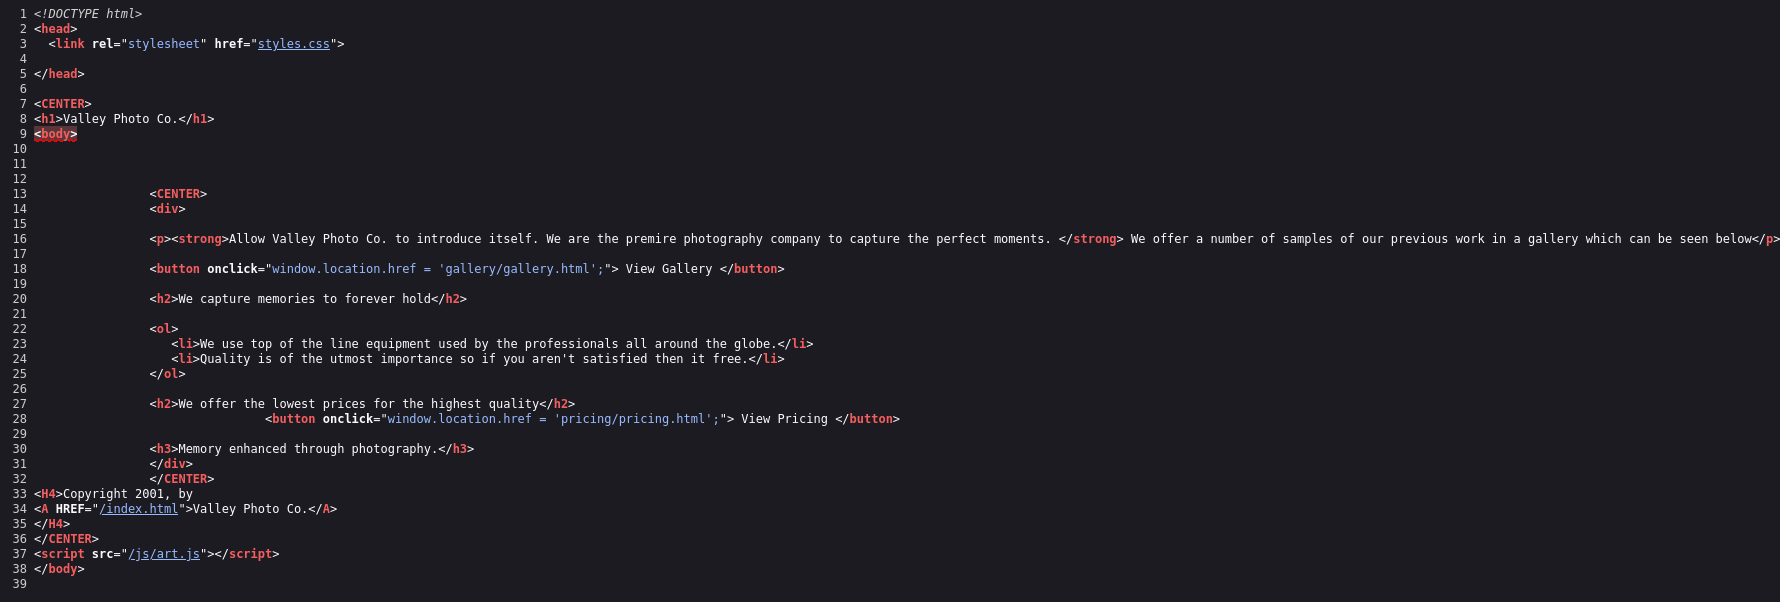 1 <!DOCTYPE html>
2 <head>
3   <link rel="stylesheet" href="styles.css">
4
5 </head>
6
7 <CENTER>
8 <h1>Valley Photo Co.</h1>
9 <body>
10
11
12
13                 <CENTER>
14                 <div>
15
16                 <p><strong>Allow Valley Photo Co. to introduce itself. We are the premire photography company to capture the perfect moments. </strong> We offer a number of samples of our previous work in a gallery which can be seen below</p>
17
18                 <button onclick="window.location.href = 'gallery/gallery.html';"> View Gallery </button>
19
20                 <h2>We capture memories to forever hold</h2>
21
22                 <ol>
23                    <li>We use top of the line equipment used by the professionals all around the globe.</li>
24                    <li>Quality is of the utmost importance so if you aren't satisfied then it free.</li>
25                 </ol>
26
27                 <h2>We offer the lowest prices for the highest quality</h2>
28                                 <button onclick="window.location.href = 'pricing/pricing.html';"> View Pricing </button>
29
30                 <h3>Memory enhanced through photography.</h3>
31                 </div>
32                 </CENTER>
33 <H4>Copyright 2001, by
34 <A HREF="/index.html">Valley Photo Co.</A>
35 </H4>
36 </CENTER>
37 <script src="/js/art.js"></script>
38 </body>
39